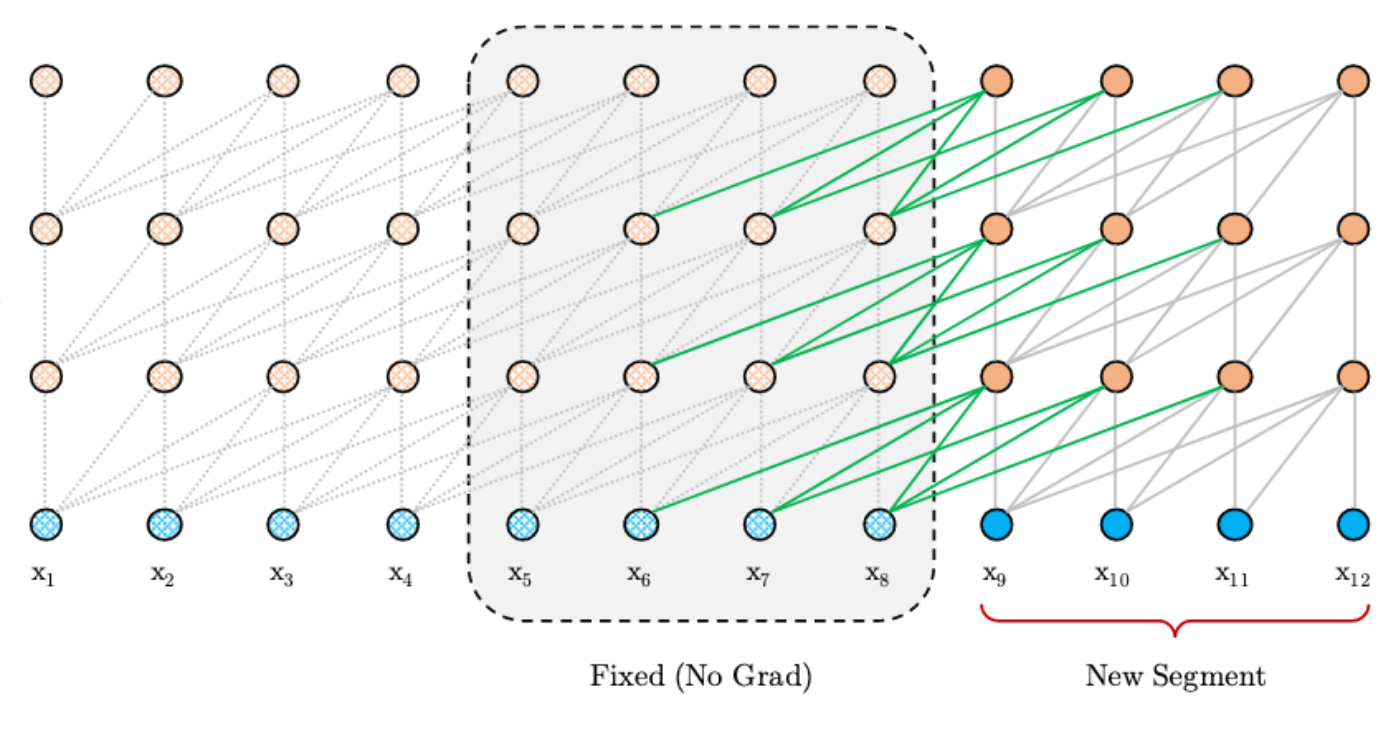 x₁ x₂ x₃ x₄ x₅ x₆ x₇ x₈ x₉ x₁₀ x₁₁ x₁₂
Fixed (No Grad) New Segment